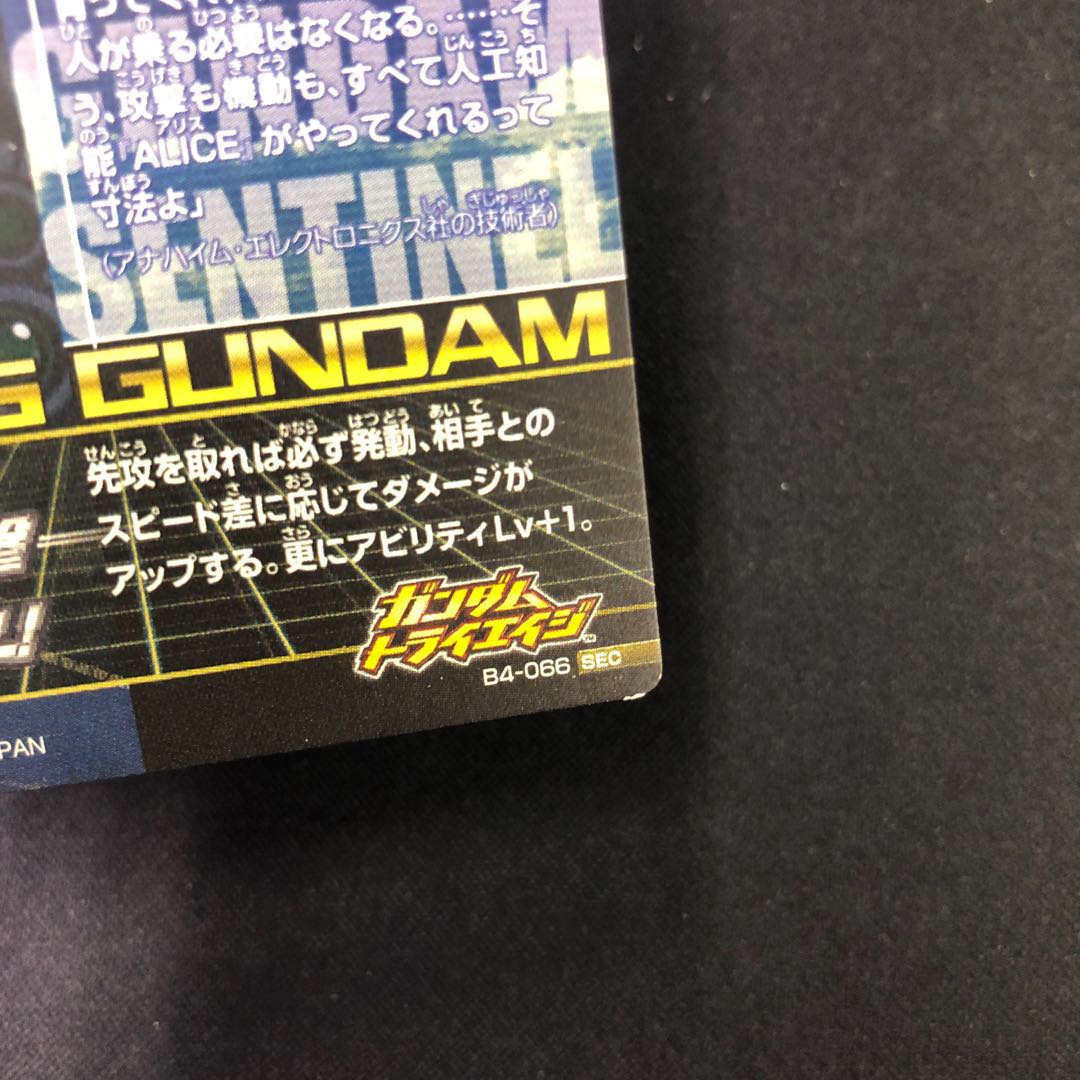 人が乗る必要はなくなる。……そ
う、攻撃も機動も、すべて人工知
能『ALICE』がやってくれるって
寸法よ」
(アナハイム・エレクトロニクス社の技術者)
SENTINEL
GUNDAM
先攻を取れば必ず発動、相手との
スピード差に応じてダメージが
アップする。更にアビリティLv+1。
ガンダム
トライエイジ
TM
B4-066 SEC
PAN